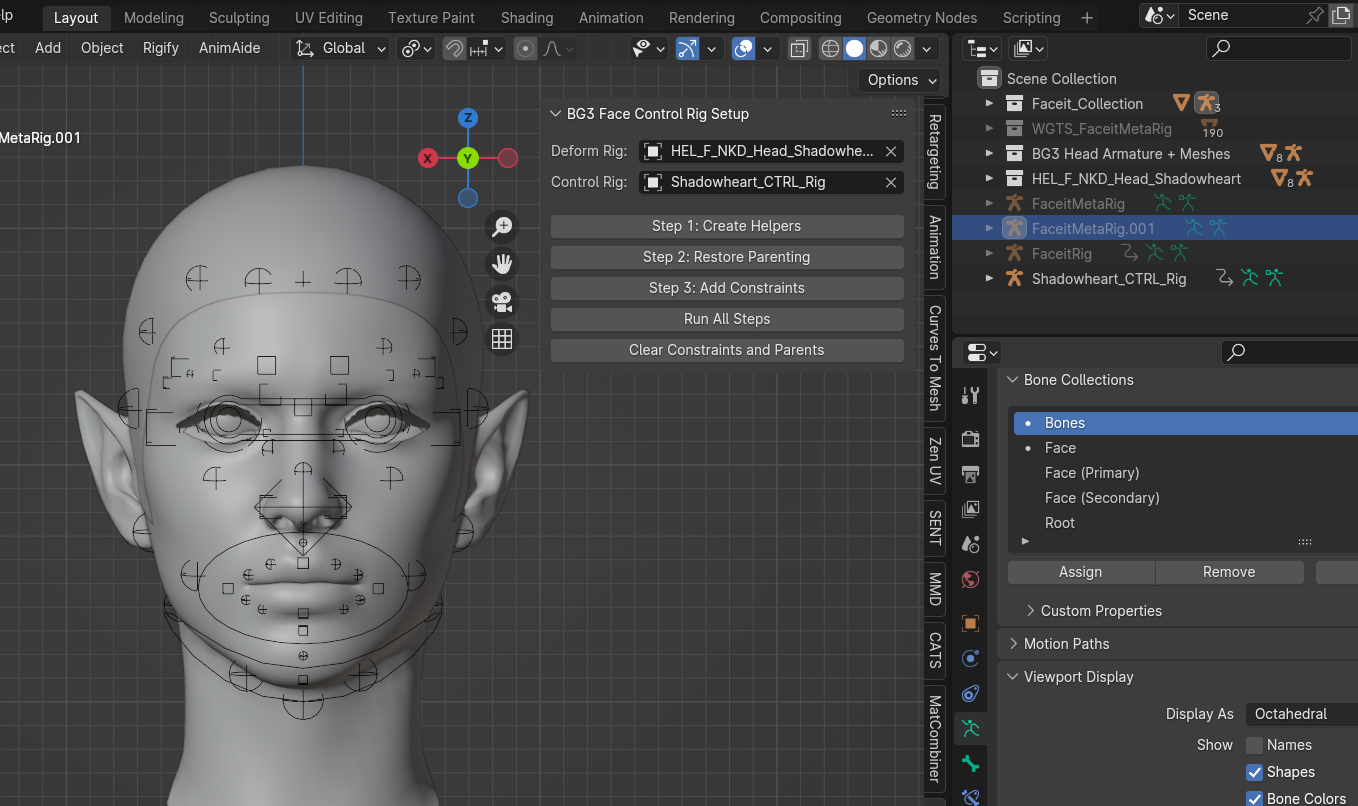 lp
Layout
Modeling
Sculpting
UV Editing
Texture Paint
Shading
Animation
Rendering
Compositing
Geometry Nodes
Scripting
+
Scene
ect
Add
Object
Rigify
AnimAide
Global
Options
MetaRig.001
Z
X
Y
BG3 Face Control Rig Setup
Deform Rig:
HEL_F_NKD_Head_Shadowhe...
Control Rig:
Shadowheart_CTRL_Rig
Step 1: Create Helpers
Step 2: Restore Parenting
Step 3: Add Constraints
Run All Steps
Clear Constraints and Parents
Retargeting
Animation
Curves To Mesh
Zen UV
SENT
MMD
CATS
MatCombiner
Scene Collection
Faceit_Collection
3
WGTS_FaceitMetaRig
190
BG3 Head Armature + Meshes
8
HEL_F_NKD_Head_Shadowheart
8
FaceitMetaRig
FaceitMetaRig.001
FaceitRig
Shadowheart_CTRL_Rig
Bone Collections
Bones
Face
Face (Primary)
Face (Secondary)
Root
Assign
Remove
Custom Properties
Motion Paths
Viewport Display
Display As
Octahedral
Show
Names
Shapes
Bone Colors